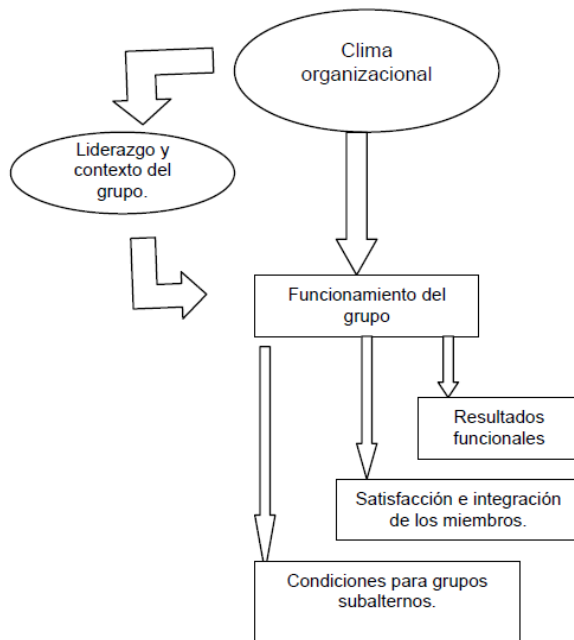 Clima
organizacional
Liderazgo y
contexto del
grupo.
Funcionamiento del
grupo
Resultados
funcionales
Satisfacción e integración
de los miembros.
Condiciones para grupos
subalternos.